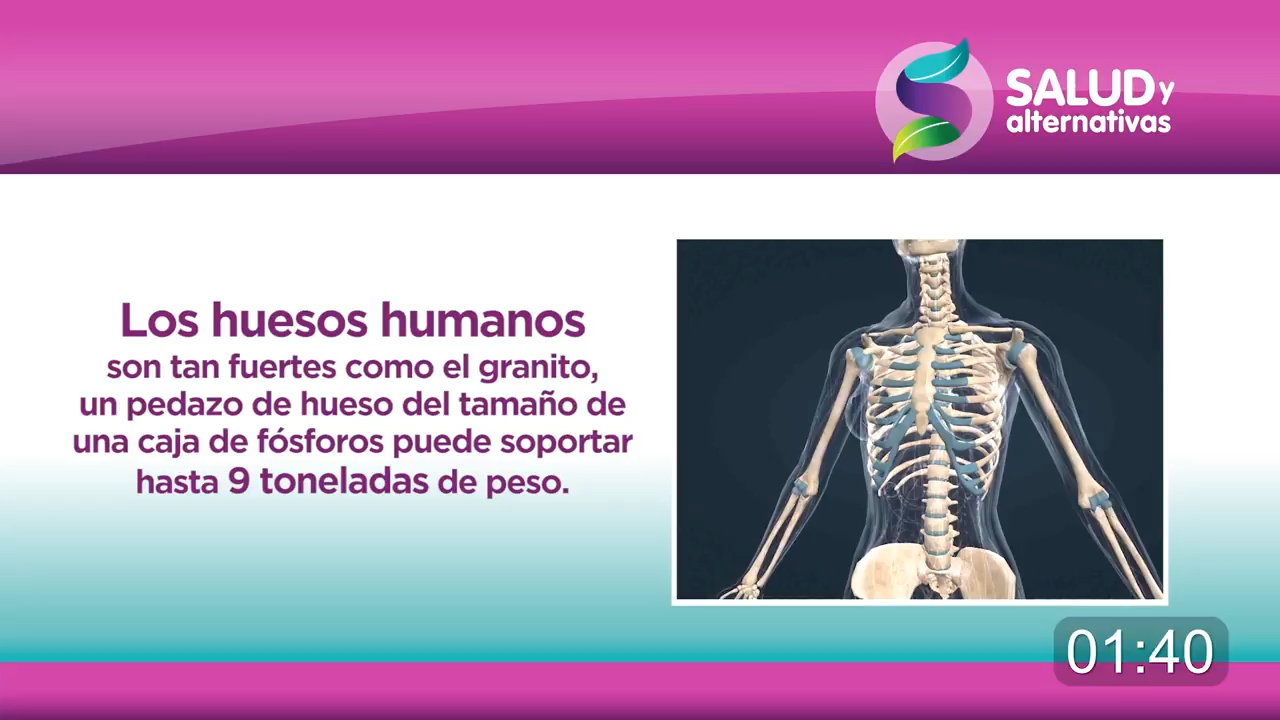 SALUD y
alternativas
Los huesos humanos
son tan fuertes como el granito,
un pedazo de hueso del tamaño de
una caja de fósforos puede soportar
hasta 9 toneladas de peso.
01:40